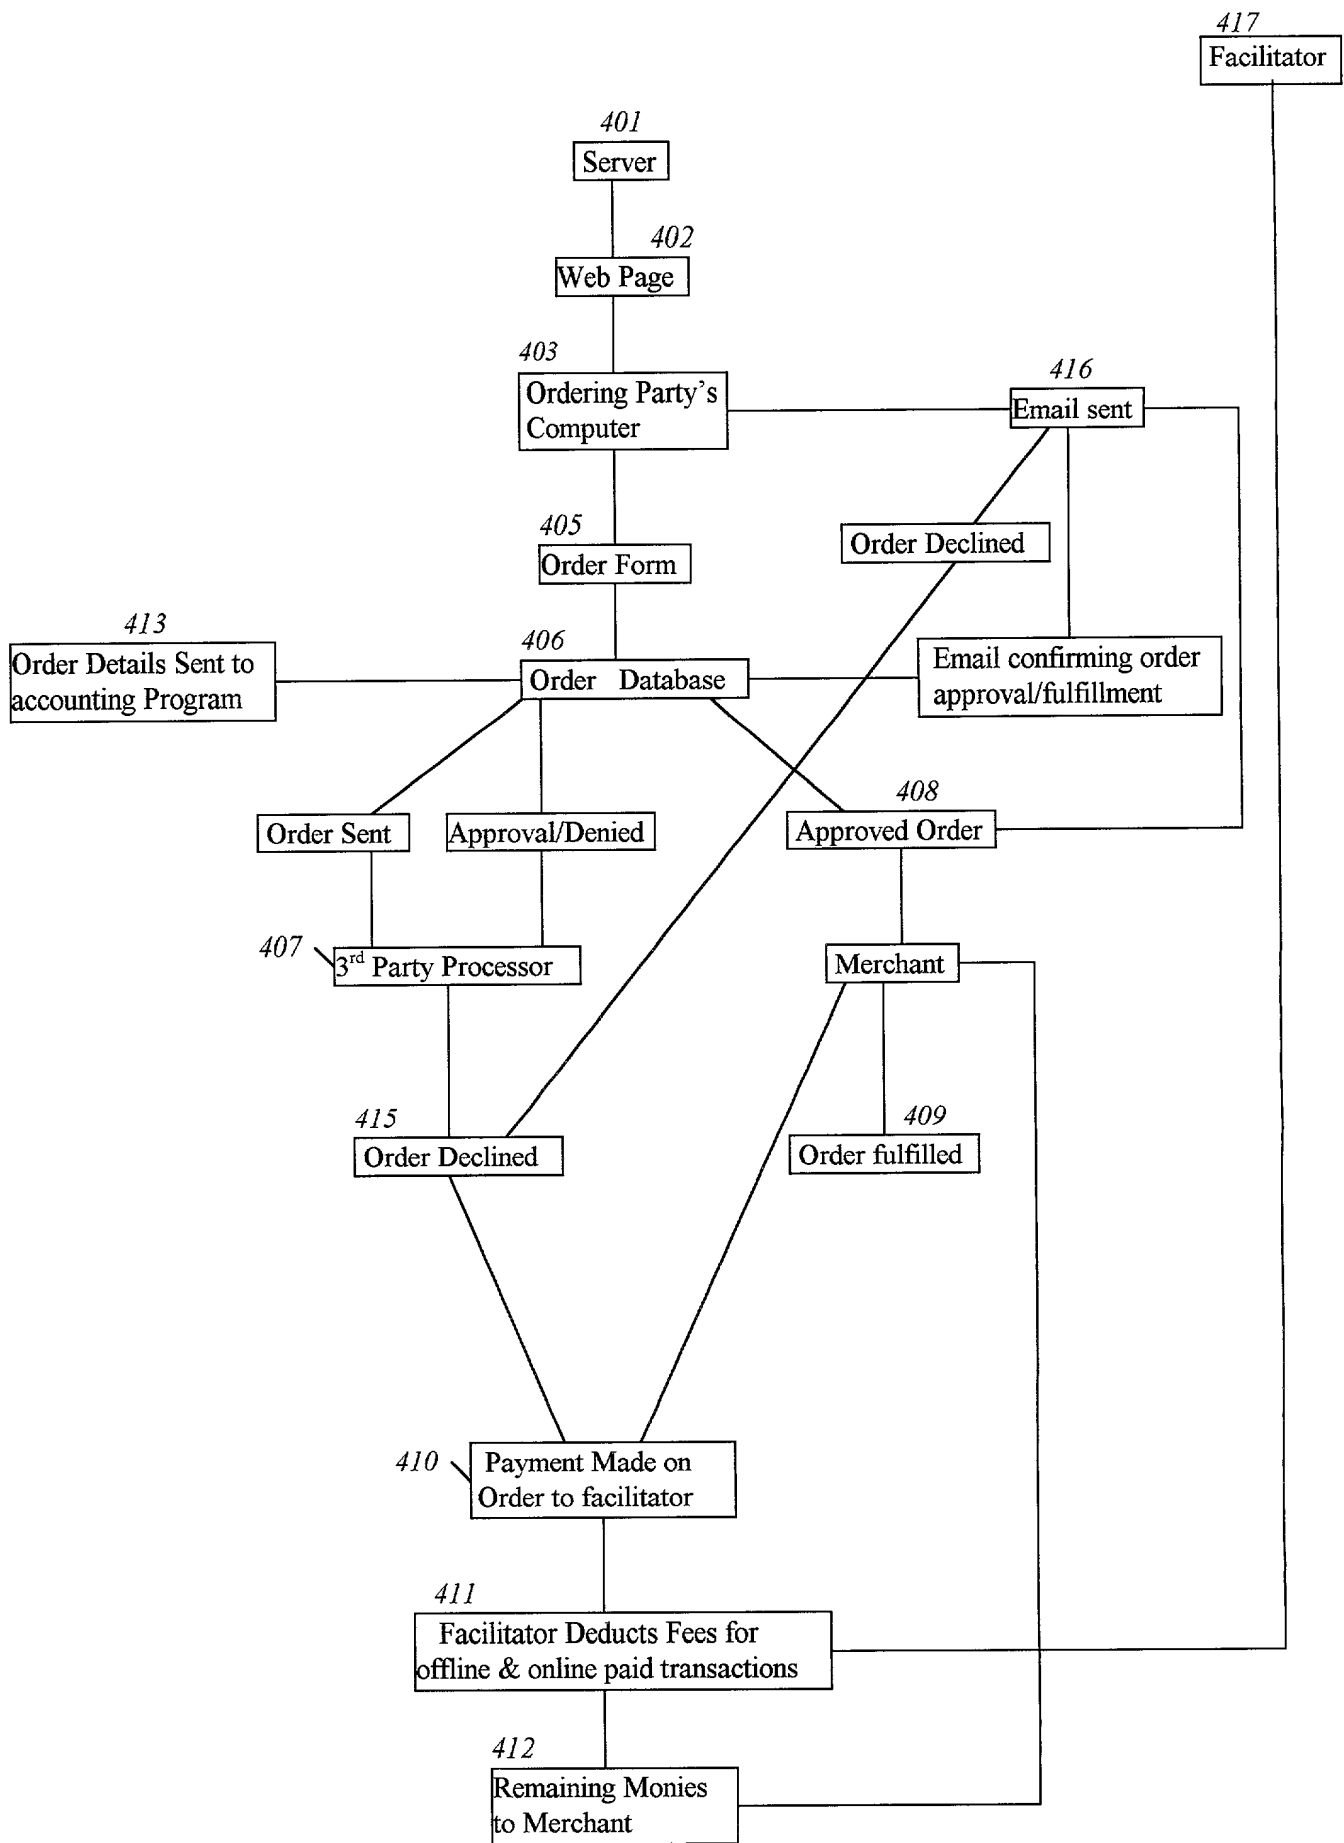 417
Facilitator
401
Server
402
Web Page
403
Ordering Party's
Computer
416
Email sent
405
Order Form
Order Declined
413
Order Details Sent to
accounting Program
406
Order Database
Email confirming order
approval/fulfillment
Order Sent
Approval/Denied
408
Approved Order
407
3rd Party Processor
Merchant
415
Order Declined
409
Order fulfilled
410
Payment Made on
Order to facilitator
411
Facilitator Deducts Fees for
offline & online paid transactions
412
Remaining Monies
to Merchant